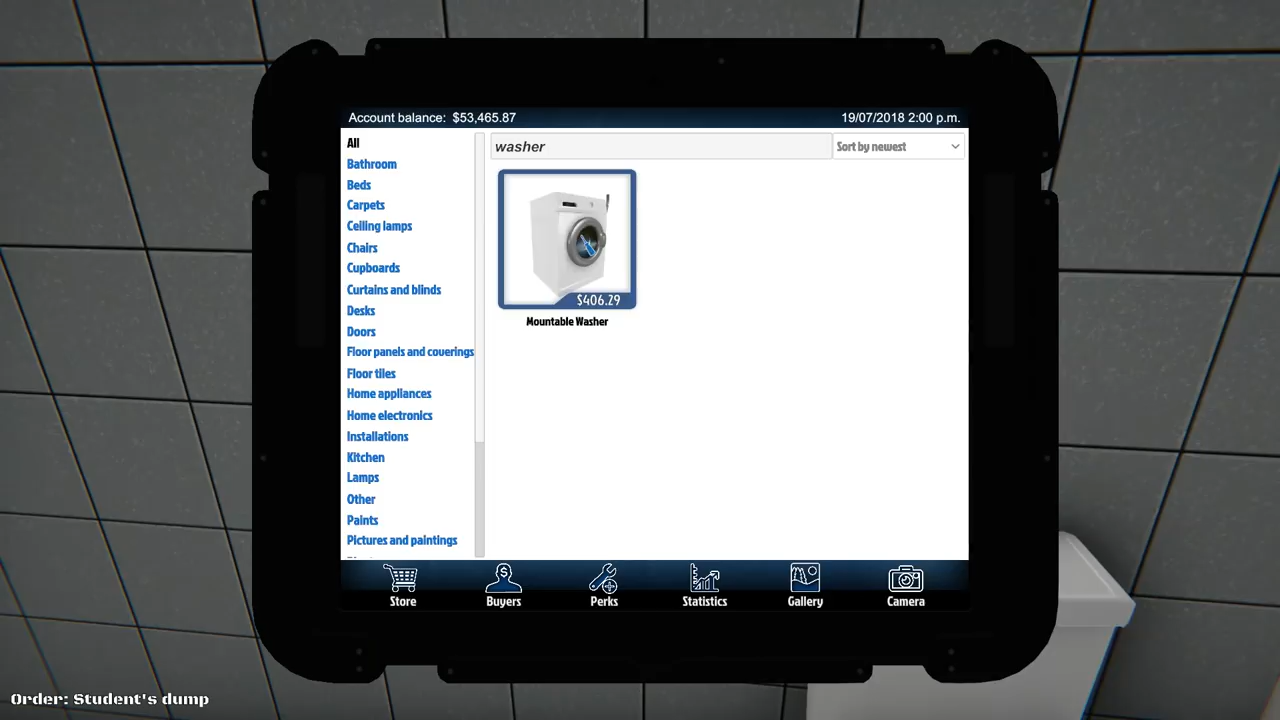 Account balance: $53,465.87
19/07/2018 2:00 p.m.
All
Bathroom
Beds
Carpets
Ceiling lamps
Chairs
Cupboards
Curtains and blinds
Desks
Doors
Floor panels and coverings
Floor tiles
Home appliances
Home electronics
Installations
Kitchen
Lamps
Other
Paints
Pictures and paintings
washer
Sort by newest
$406.29
Mountable Washer
Store
Buyers
Perks
Statistics
Gallery
Camera
Order: Student's dump